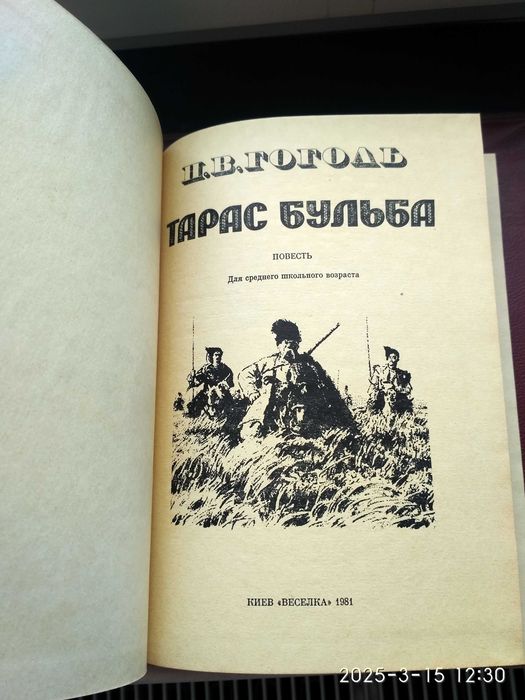 Н.В.ГОГОЛЬ
ТАРАС БУЛЬБА
ПОВЕСТЬ
Для среднего школьного возраста
КИЕВ «ВЕСЕЛКА» 1981
2025-3-15 12:30